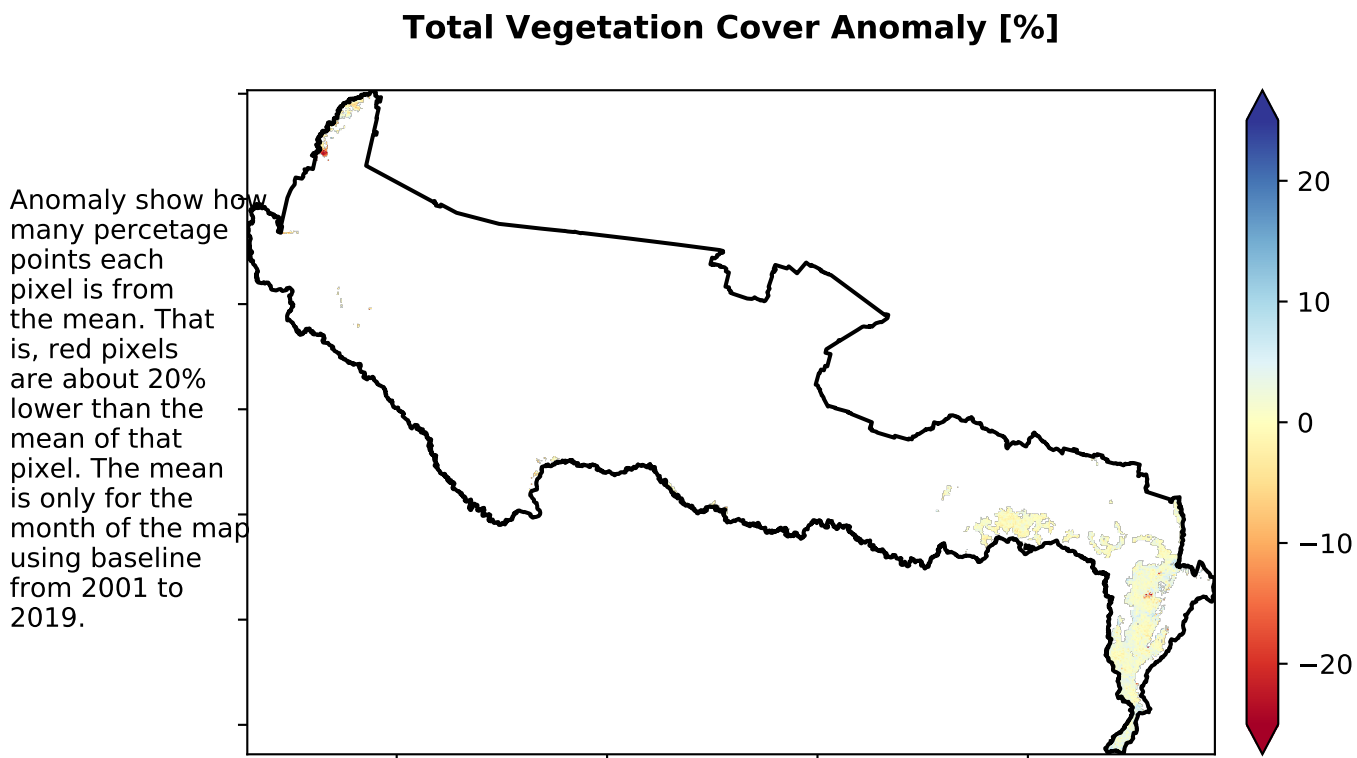 Total Vegetation Cover Anomaly [%]
Anomaly show how
many percetage
points each
pixel is from
the mean. That
is, red pixels
are about 20%
lower than the
mean of that
pixel. The mean
is only for the
month of the map
using baseline
from 2001 to
2019.
20
10
0
−10
−20